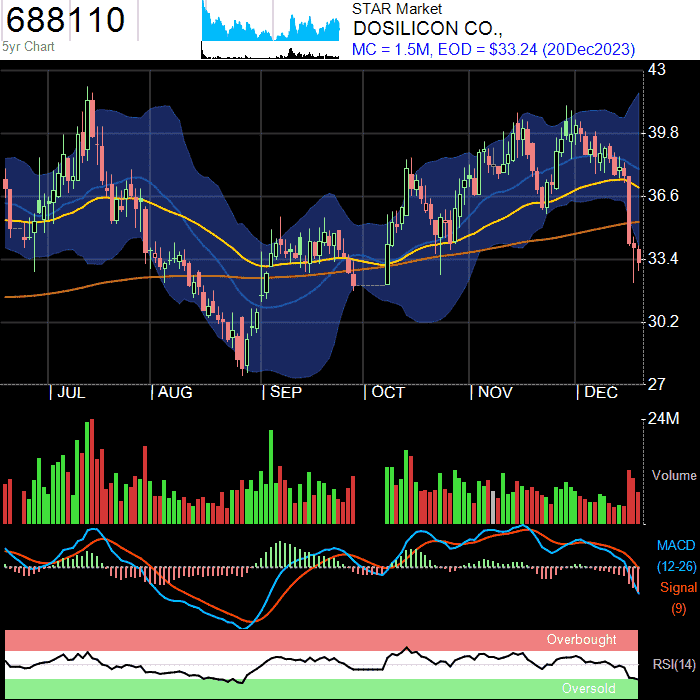 688110
5yr Chart
STAR Market
DOSILICON CO.,
MC = 1.5M, EOD = $33.24 (20Dec2023)
43
39.8
36.6
33.4
30.2
27
JUL
AUG
SEP
OCT
NOV
DEC
24M
Volume
MACD
(12-26)
Signal
(9)
Overbought
RSI(14)
Oversold